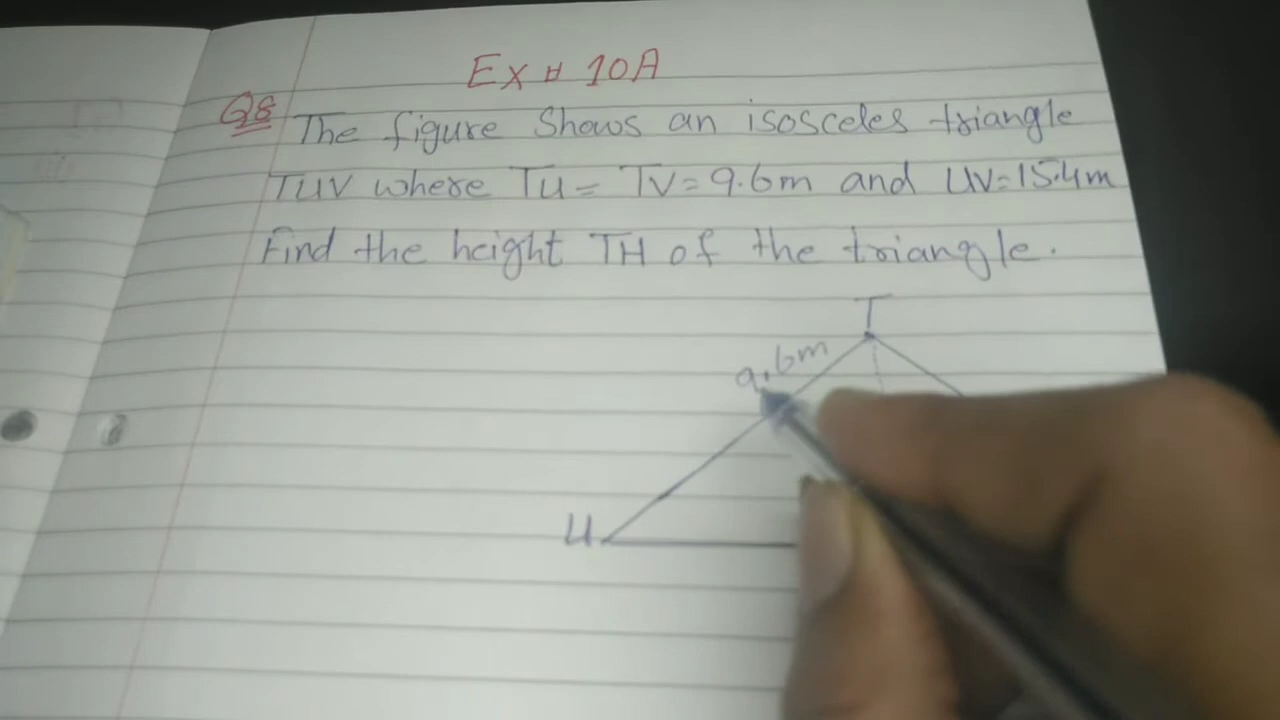 Ex # 10A
Q8 The figure Shows an isosceles triangle
TUV where TU = TV = 9.6m and UV = 15.4m
Find the height TH of the triangle.
T
9.6m
U